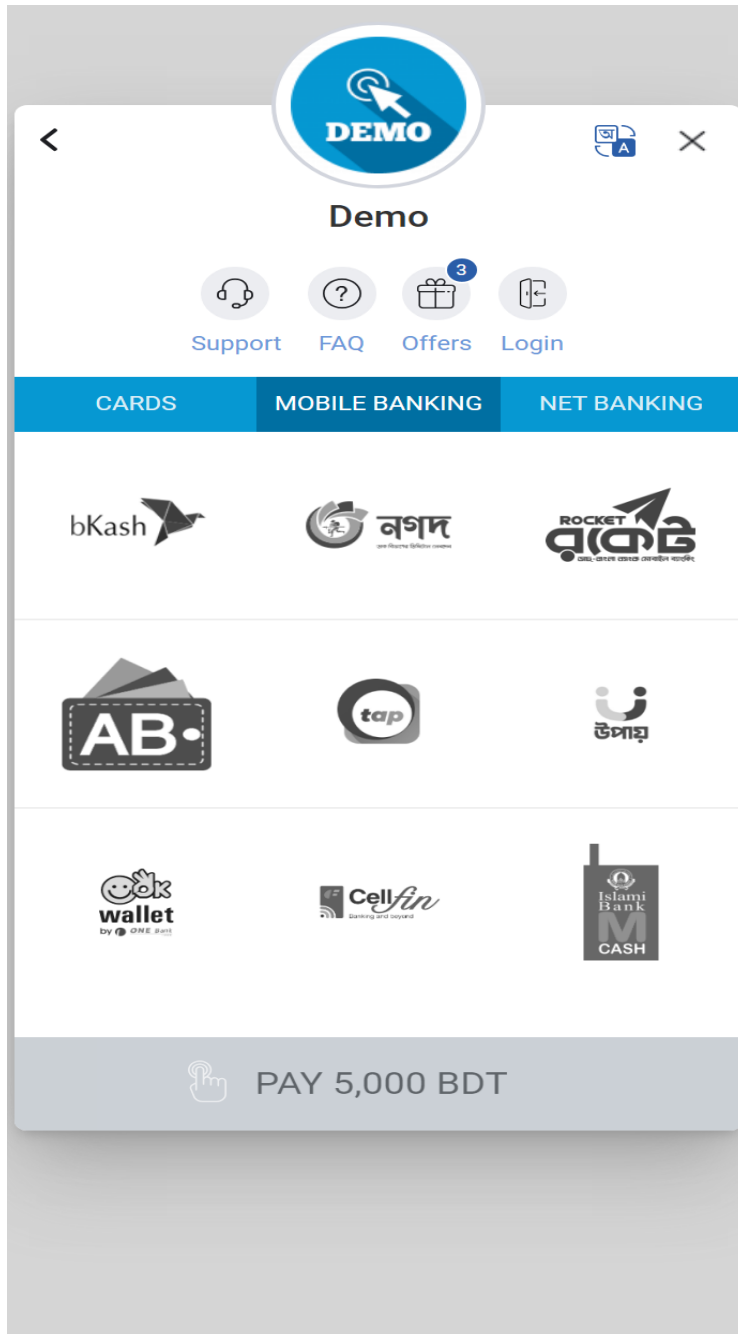 DEMO
অ
A
Demo
3
?
Support FAQ Offers Login
CARDS MOBILE BANKING NET BANKING
bKash
নগদ
ROCKET
রকেট
AB
tap
উপায়
OK
wallet
by ONE Bank
Cellfin
Banking and beyond
Islami
Bank
M
CASH
PAY 5,000 BDT